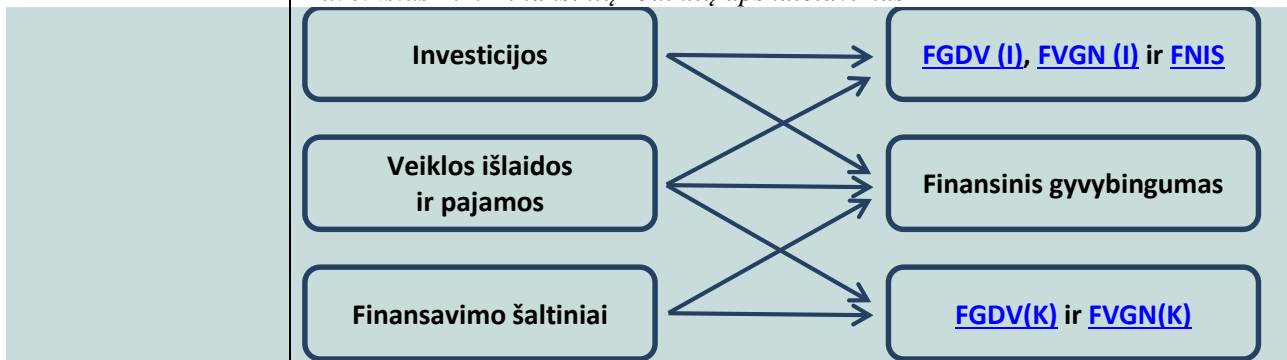 Investicijos
FGDV (I), FVGN (I) ir FNIS
Veiklos išlaidos
ir pajamos
Finansinis gyvybingumas
Finansavimo šaltiniai
FGDV(K) ir FVGN(K)